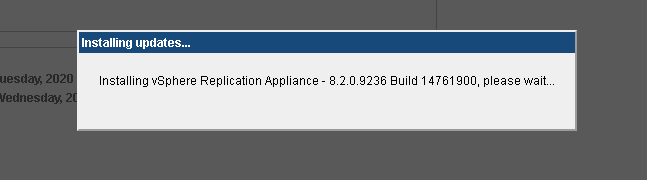 Installing updates...
uesday, 2020
Installing vSphere Replication Appliance - 8.2.0.9236 Build 14761900, please wait...
Wednesday, 20